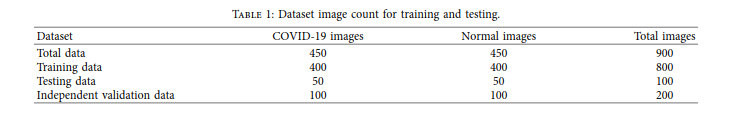 TABLE 1: Dataset image count for training and testing.
Dataset COVID-19 images Normal images Total images
Total data 450 450 900
Training data 400 400 800
Testing data 50 50 100
Independent validation data 100 100 200